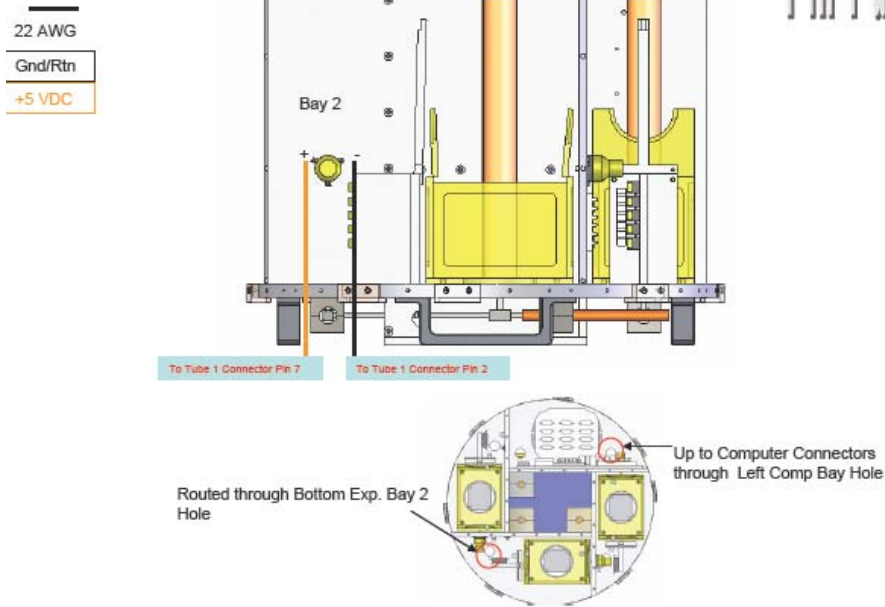 22 AWG
Gnd/Rtn
+5 VDC
Bay 2
+
-
To Tube 1 Connector Pin 7
To Tube 1 Connector Pin 2
Up to Computer Connectors
through Left Comp Bay Hole
Routed through Bottom Exp. Bay 2
Hole